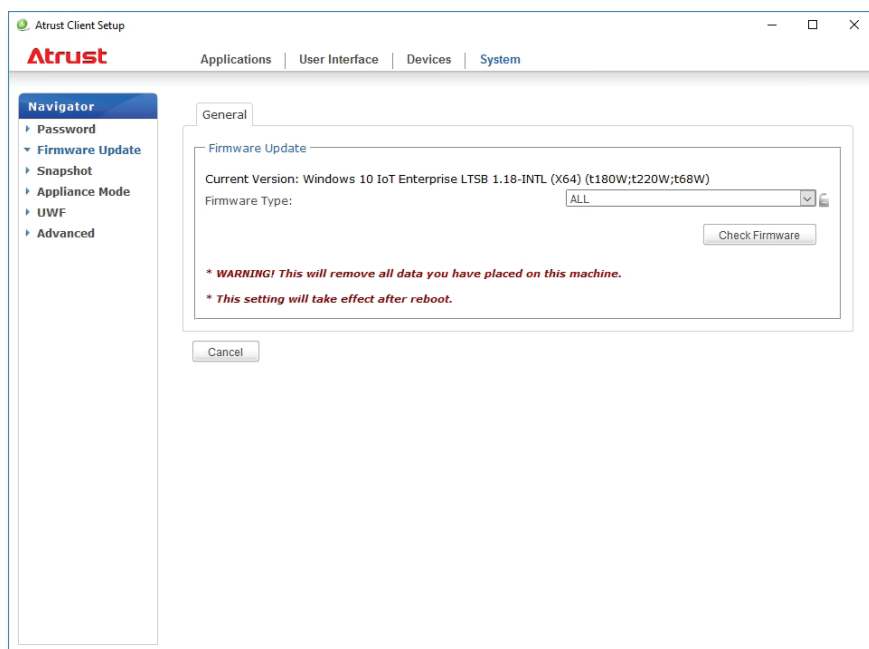 Atrust Client Setup
Atrust
Applications | User Interface | Devices | System
Navigator
Password
Firmware Update
Snapshot
Appliance Mode
UWF
Advanced
General
Firmware Update
Current Version: Windows 10 IoT Enterprise LTSB 1.18-INTL (X64) (t180W;t220W;t68W)
Firmware Type: ALL
Check Firmware
* WARNING! This will remove all data you have placed on this machine.
* This setting will take effect after reboot.
Cancel